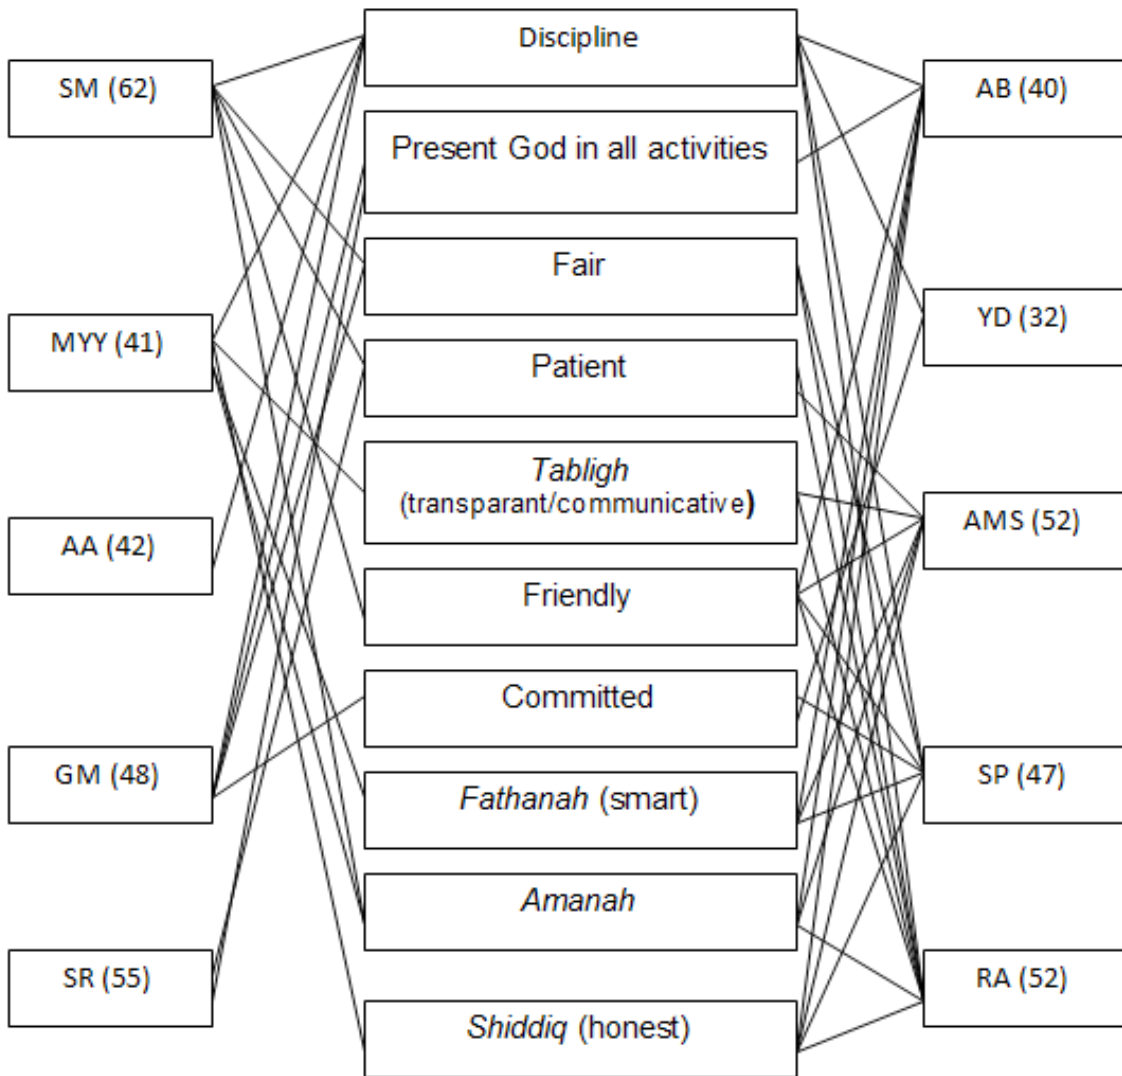 Discipline
SM (62)
AB (40)
Present God in all activities
Fair
YD (32)
MYY (41)
Patient
Tabligh
(transparant/communicative)
AA (42)
AMS (52)
Friendly
Committed
GM (48)
SP (47)
Fathanah (smart)
Amanah
SR (55)
RA (52)
Shiddiq (honest)